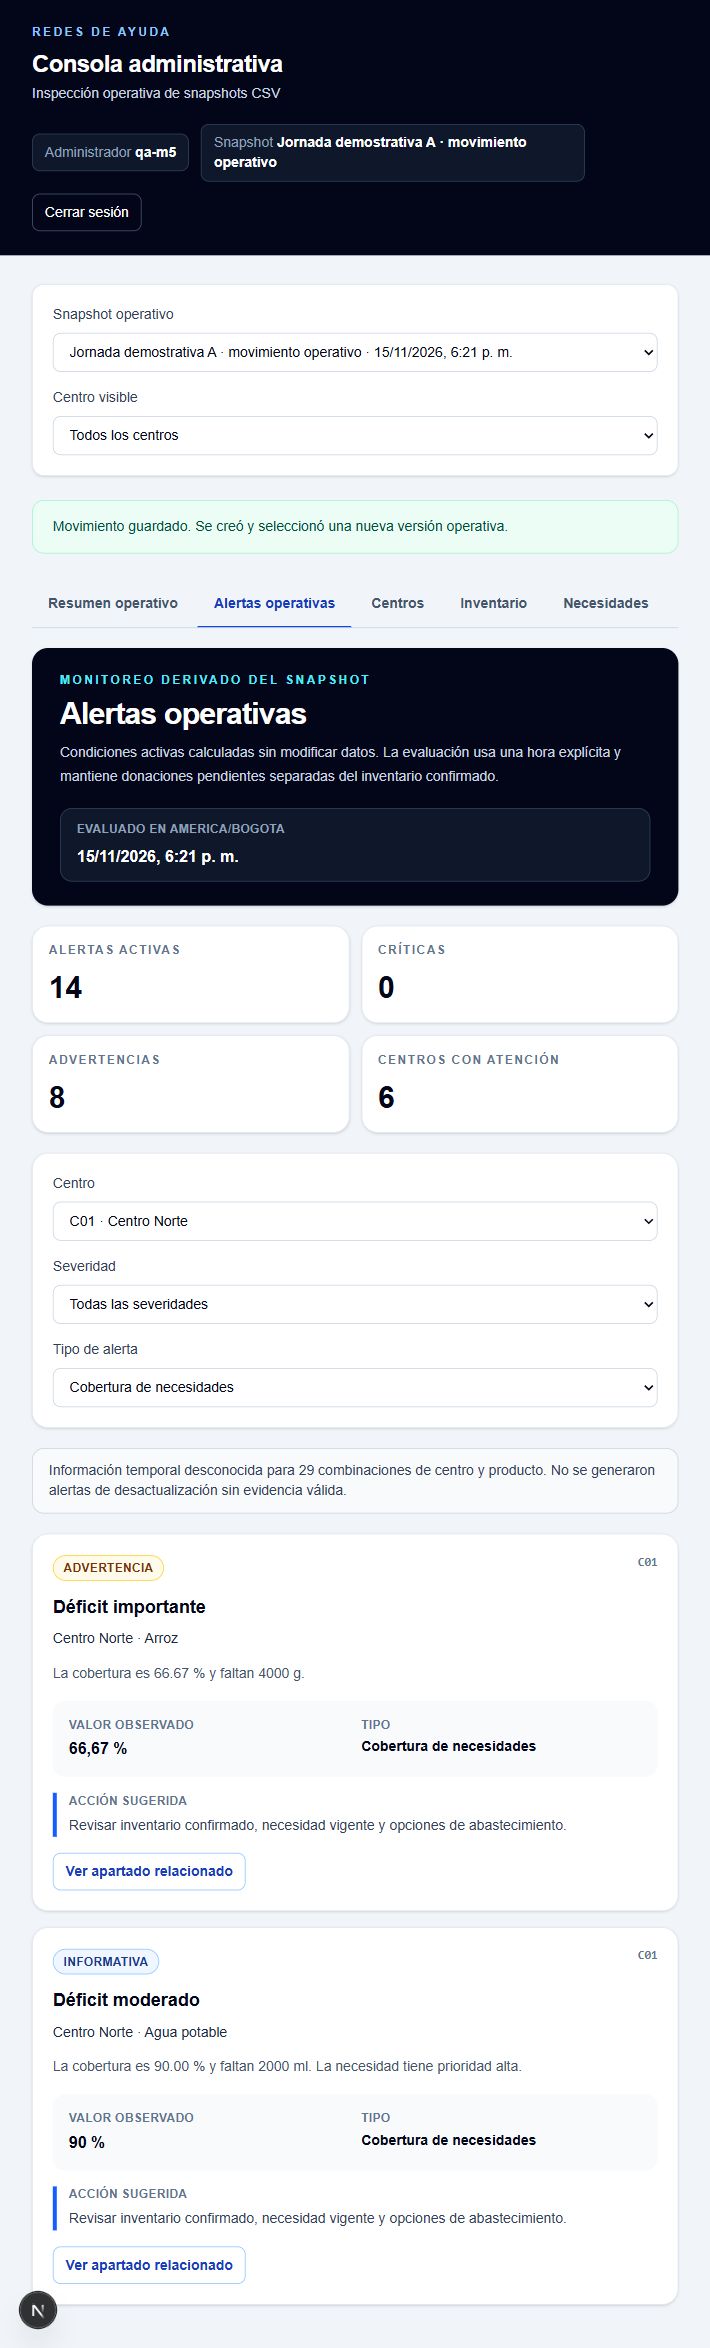 REDES DE AYUDA
Consola administrativa
Inspección operativa de snapshots CSV
Administrador qa-m5
Snapshot Jornada demostrativa A · movimiento
operativo
Cerrar sesión
Snapshot operativo
Jornada demostrativa A · movimiento operativo · 15/11/2026, 6:21 p. m.
Centro visible
Todos los centros
Movimiento guardado. Se creó y seleccionó una nueva versión operativa.
Resumen operativo Alertas operativas Centros Inventario Necesidades
MONITOREO DERIVADO DEL SNAPSHOT
Alertas operativas
Condiciones activas calculadas sin modificar datos. La evaluación usa una hora explícita y
mantiene donaciones pendientes separadas del inventario confirmado.
EVALUADO EN AMERICA/BOGOTA
15/11/2026, 6:21 p. m.
ALERTAS ACTIVAS
14
CRÍTICAS
0
ADVERTENCIAS
8
CENTROS CON ATENCIÓN
6
Centro
C01 · Centro Norte
Severidad
Todas las severidades
Tipo de alerta
Cobertura de necesidades
Información temporal desconocida para 29 combinaciones de centro y producto. No se generaron
alertas de desactualización sin evidencia válida.
ADVERTENCIA
C01
Déficit importante
Centro Norte · Arroz
La cobertura es 66.67 % y faltan 4000 g.
VALOR OBSERVADO
66,67 %
TIPO
Cobertura de necesidades
ACCIÓN SUGERIDA
Revisar inventario confirmado, necesidad vigente y opciones de abastecimiento.
Ver apartado relacionado
INFORMATIVA
C01
Déficit moderado
Centro Norte · Agua potable
La cobertura es 90.00 % y faltan 2000 ml. La necesidad tiene prioridad alta.
VALOR OBSERVADO
90 %
TIPO
Cobertura de necesidades
ACCIÓN SUGERIDA
Revisar inventario confirmado, necesidad vigente y opciones de abastecimiento.
Ver apartado relacionado
N